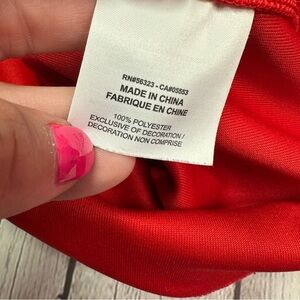 RN#56323 - CA#05553
MADE IN CHINA
FABRIQUE EN CHINE
100% POLYESTER
EXCLUSIVE OF DECORATION /
DECORATION NON COMPRISE